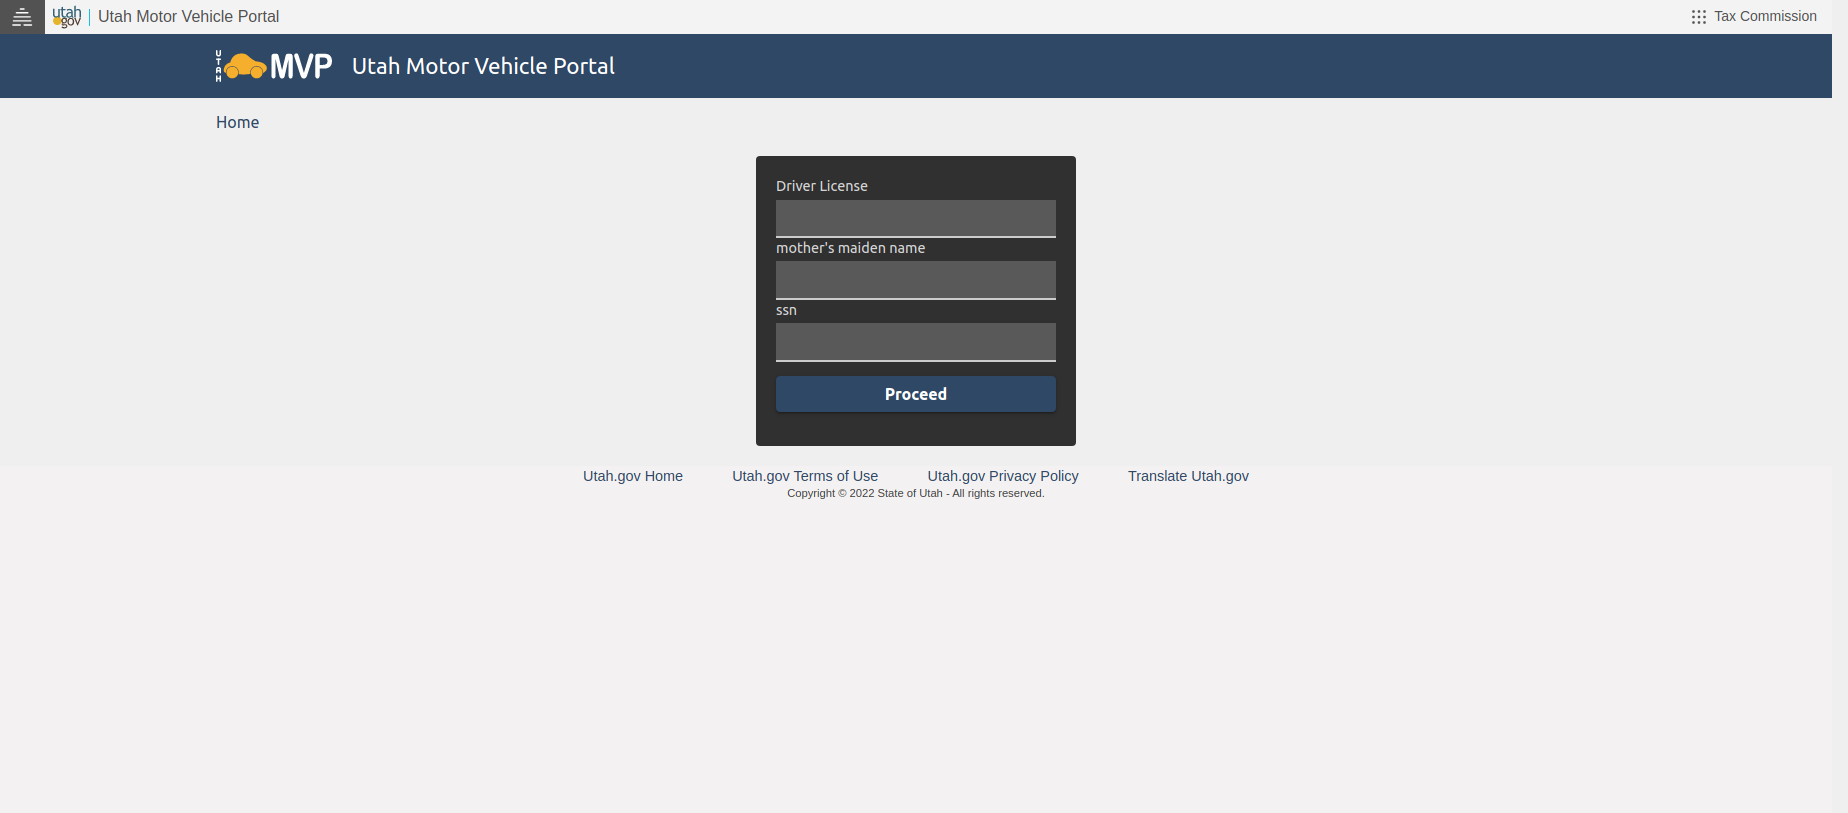 utah
gov
Utah Motor Vehicle Portal
Tax Commission
UTAH
MVP
Utah Motor Vehicle Portal
Home
Driver License
mother's maiden name
ssn
Proceed
Utah.gov Home Utah.gov Terms of Use Utah.gov Privacy Policy Translate Utah.gov
Copyright © 2022 State of Utah - All rights reserved.